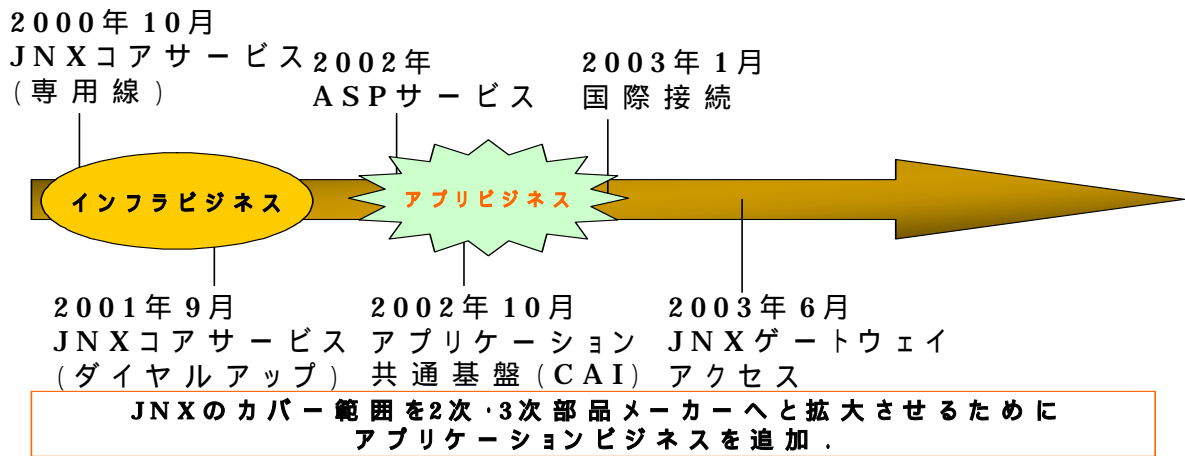 2000年10月
JNXコアサービス
(専用線)
2002年
ASPサービス
2003年1月
国際接続
インフラビジネス
アプリビジネス
2001年9月
JNXコアサービス
(ダイヤルアップ)
2002年10月
アプリケーション
共通基盤(CAI)
2003年6月
JNXゲートウェイ
アクセス
JNXのカバー範囲を2次・3次部品メーカーへと拡大させるために
アプリケーションビジネスを追加.